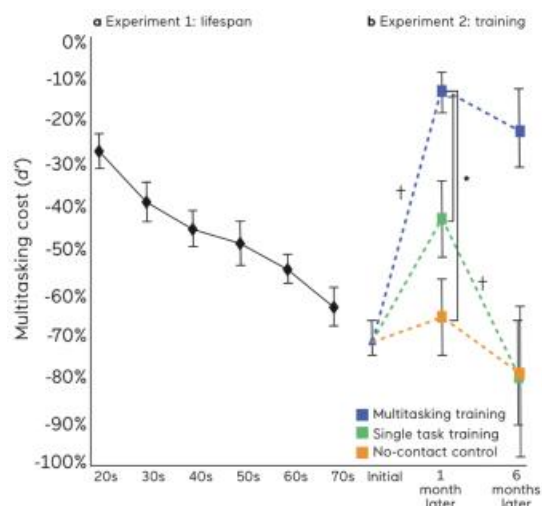 a Experiment 1: lifespan
b Experiment 2: training
0%
-10%
-20%
-30%
-40%
-50%
-60%
-70%
-80%
-90%
-100%
Multitasking cost (d')
†
*
†
Multitasking training
Single task training
No-contact control
20s 30s 40s 50s 60s 70s Initial 1 6
month months
later later